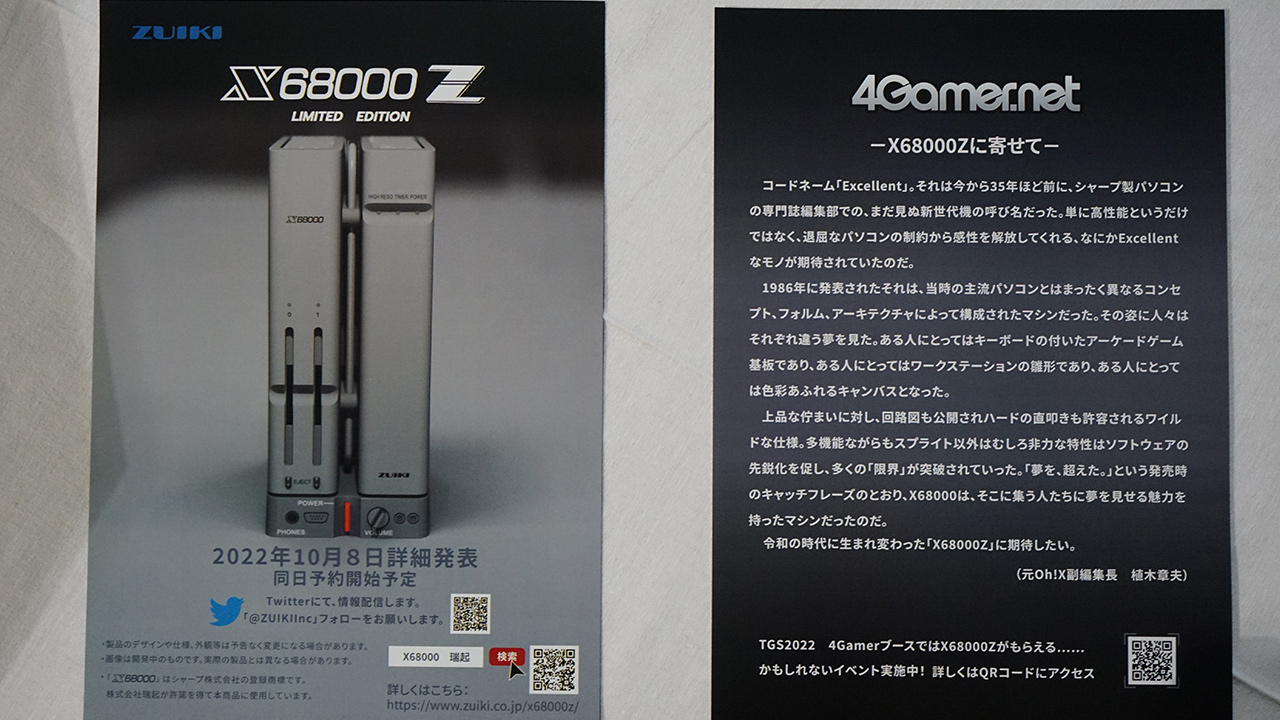 ZUIKI
X68000 Z
LIMITED EDITION
HIGH RESO TIMER POWER
X68000
0 1
ZUIKI
EJECT
POWER
PHONES
VOLUME
2022年10月8日詳細発表
同日予約開始予定
Twitterにて、情報配信します。
「@ZUIKIInc」フォローをお願いします。
・製品のデザインや仕様、外観等は予告なく変更になる場合があります。
・画像は開発中のものです。実際の製品とは異なる場合があります。
・「X68000」はシャープ株式会社の登録商標です。
株式会社瑞起が許諾を得て本商品に使用しています。
X68000 瑞起
検索
詳しくはこちら：
https://www.zuiki.co.jp/x68000z/
4Gamer.net
－X68000Zに寄せて－
コードネーム「Excellent」。それは今から35年ほど前に、シャープ製パソコン
の専門誌編集部での、まだ見ぬ新世代機の呼び名だった。単に高性能というだけ
ではなく、退屈なパソコンの制約から感性を解放してくれる、なにかExcellent
なモノが期待されていたのだ。
1986年に発表されたそれは、当時の主流パソコンとはまったく異なるコンセ
プト、フォルム、アーキテクチャによって構成されたマシンだった。その姿に人々は
それぞれ違う夢を見た。ある人にとってはキーボードの付いたアーケードゲーム
基板であり、ある人にとってはワークステーションの雛形であり、ある人にとって
は色彩あふれるキャンバスとなった。
上品な佇まいに対し、回路図も公開されハードの直叩きも許容されるワイル
ドな仕様。多機能ながらもスプライト以外はむしろ非力な特性はソフトウェアの
先鋭化を促し、多くの「限界」が突破されていった。「夢を、超えた。」という発売時
のキャッチフレーズのとおり、X68000は、そこに集う人たちに夢を見せる魅力を
持ったマシンだったのだ。
令和の時代に生まれ変わった「X68000Z」に期待したい。
（元Oh!X副編集長 植木章夫）
TGS2022 4GamerブースではX68000Zがもらえる……
かもしれないイベント実施中！ 詳しくはQRコードにアクセス